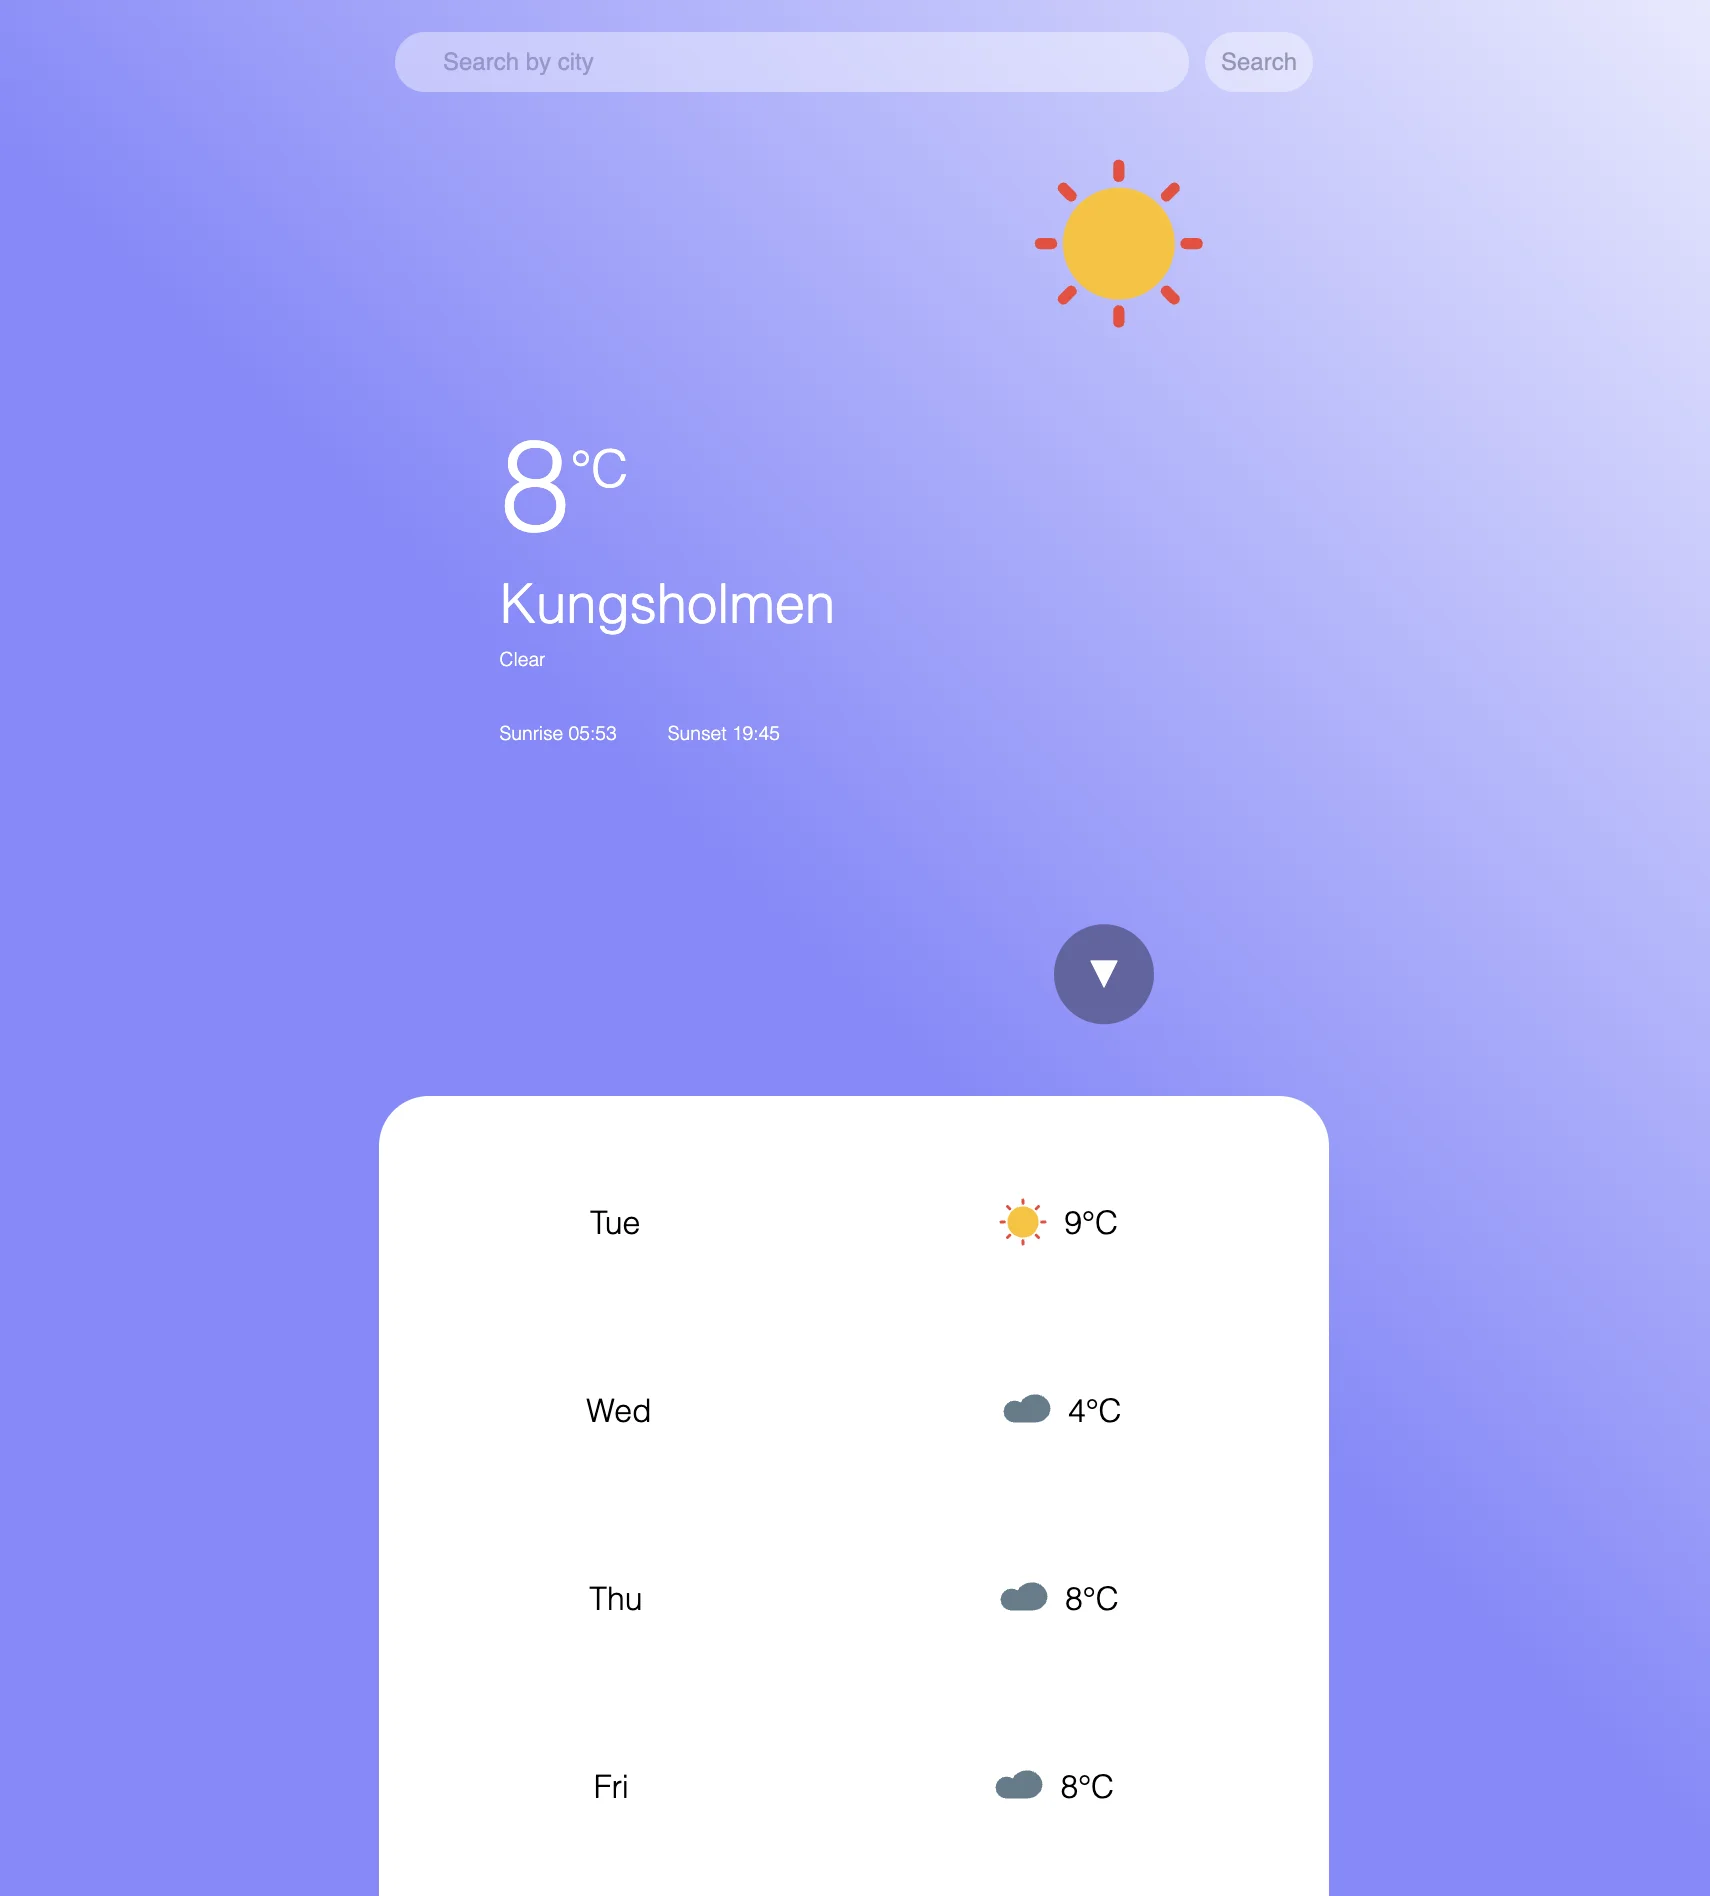 Search by city
Search
8°C
Kungsholmen
Clear
Sunrise 05:53 Sunset 19:45
Tue 9°C
Wed 4°C
Thu 8°C
Fri 8°C